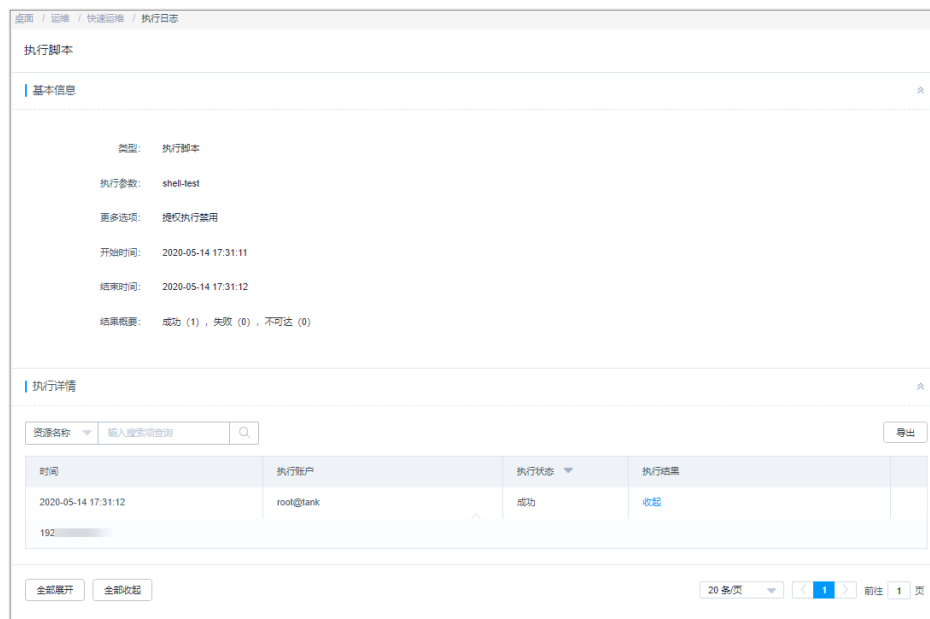 桌面 / 运维 / 快速运维 / 执行日志
执行脚本
基本信息
类型: 执行脚本
执行参数: shell-test
更多选项: 提权执行禁用
开始时间: 2020-05-14 17:31:11
结束时间: 2020-05-14 17:31:12
结果概要: 成功（1）, 失败（0）, 不可达（0）
执行详情
资源名称 输入搜索项查询 导出
时间 执行账户 执行状态 执行结果
2020-05-14 17:31:12 root@tank 成功 收起
192
全部展开 全部收起 20 条/页 1 前往 1 页